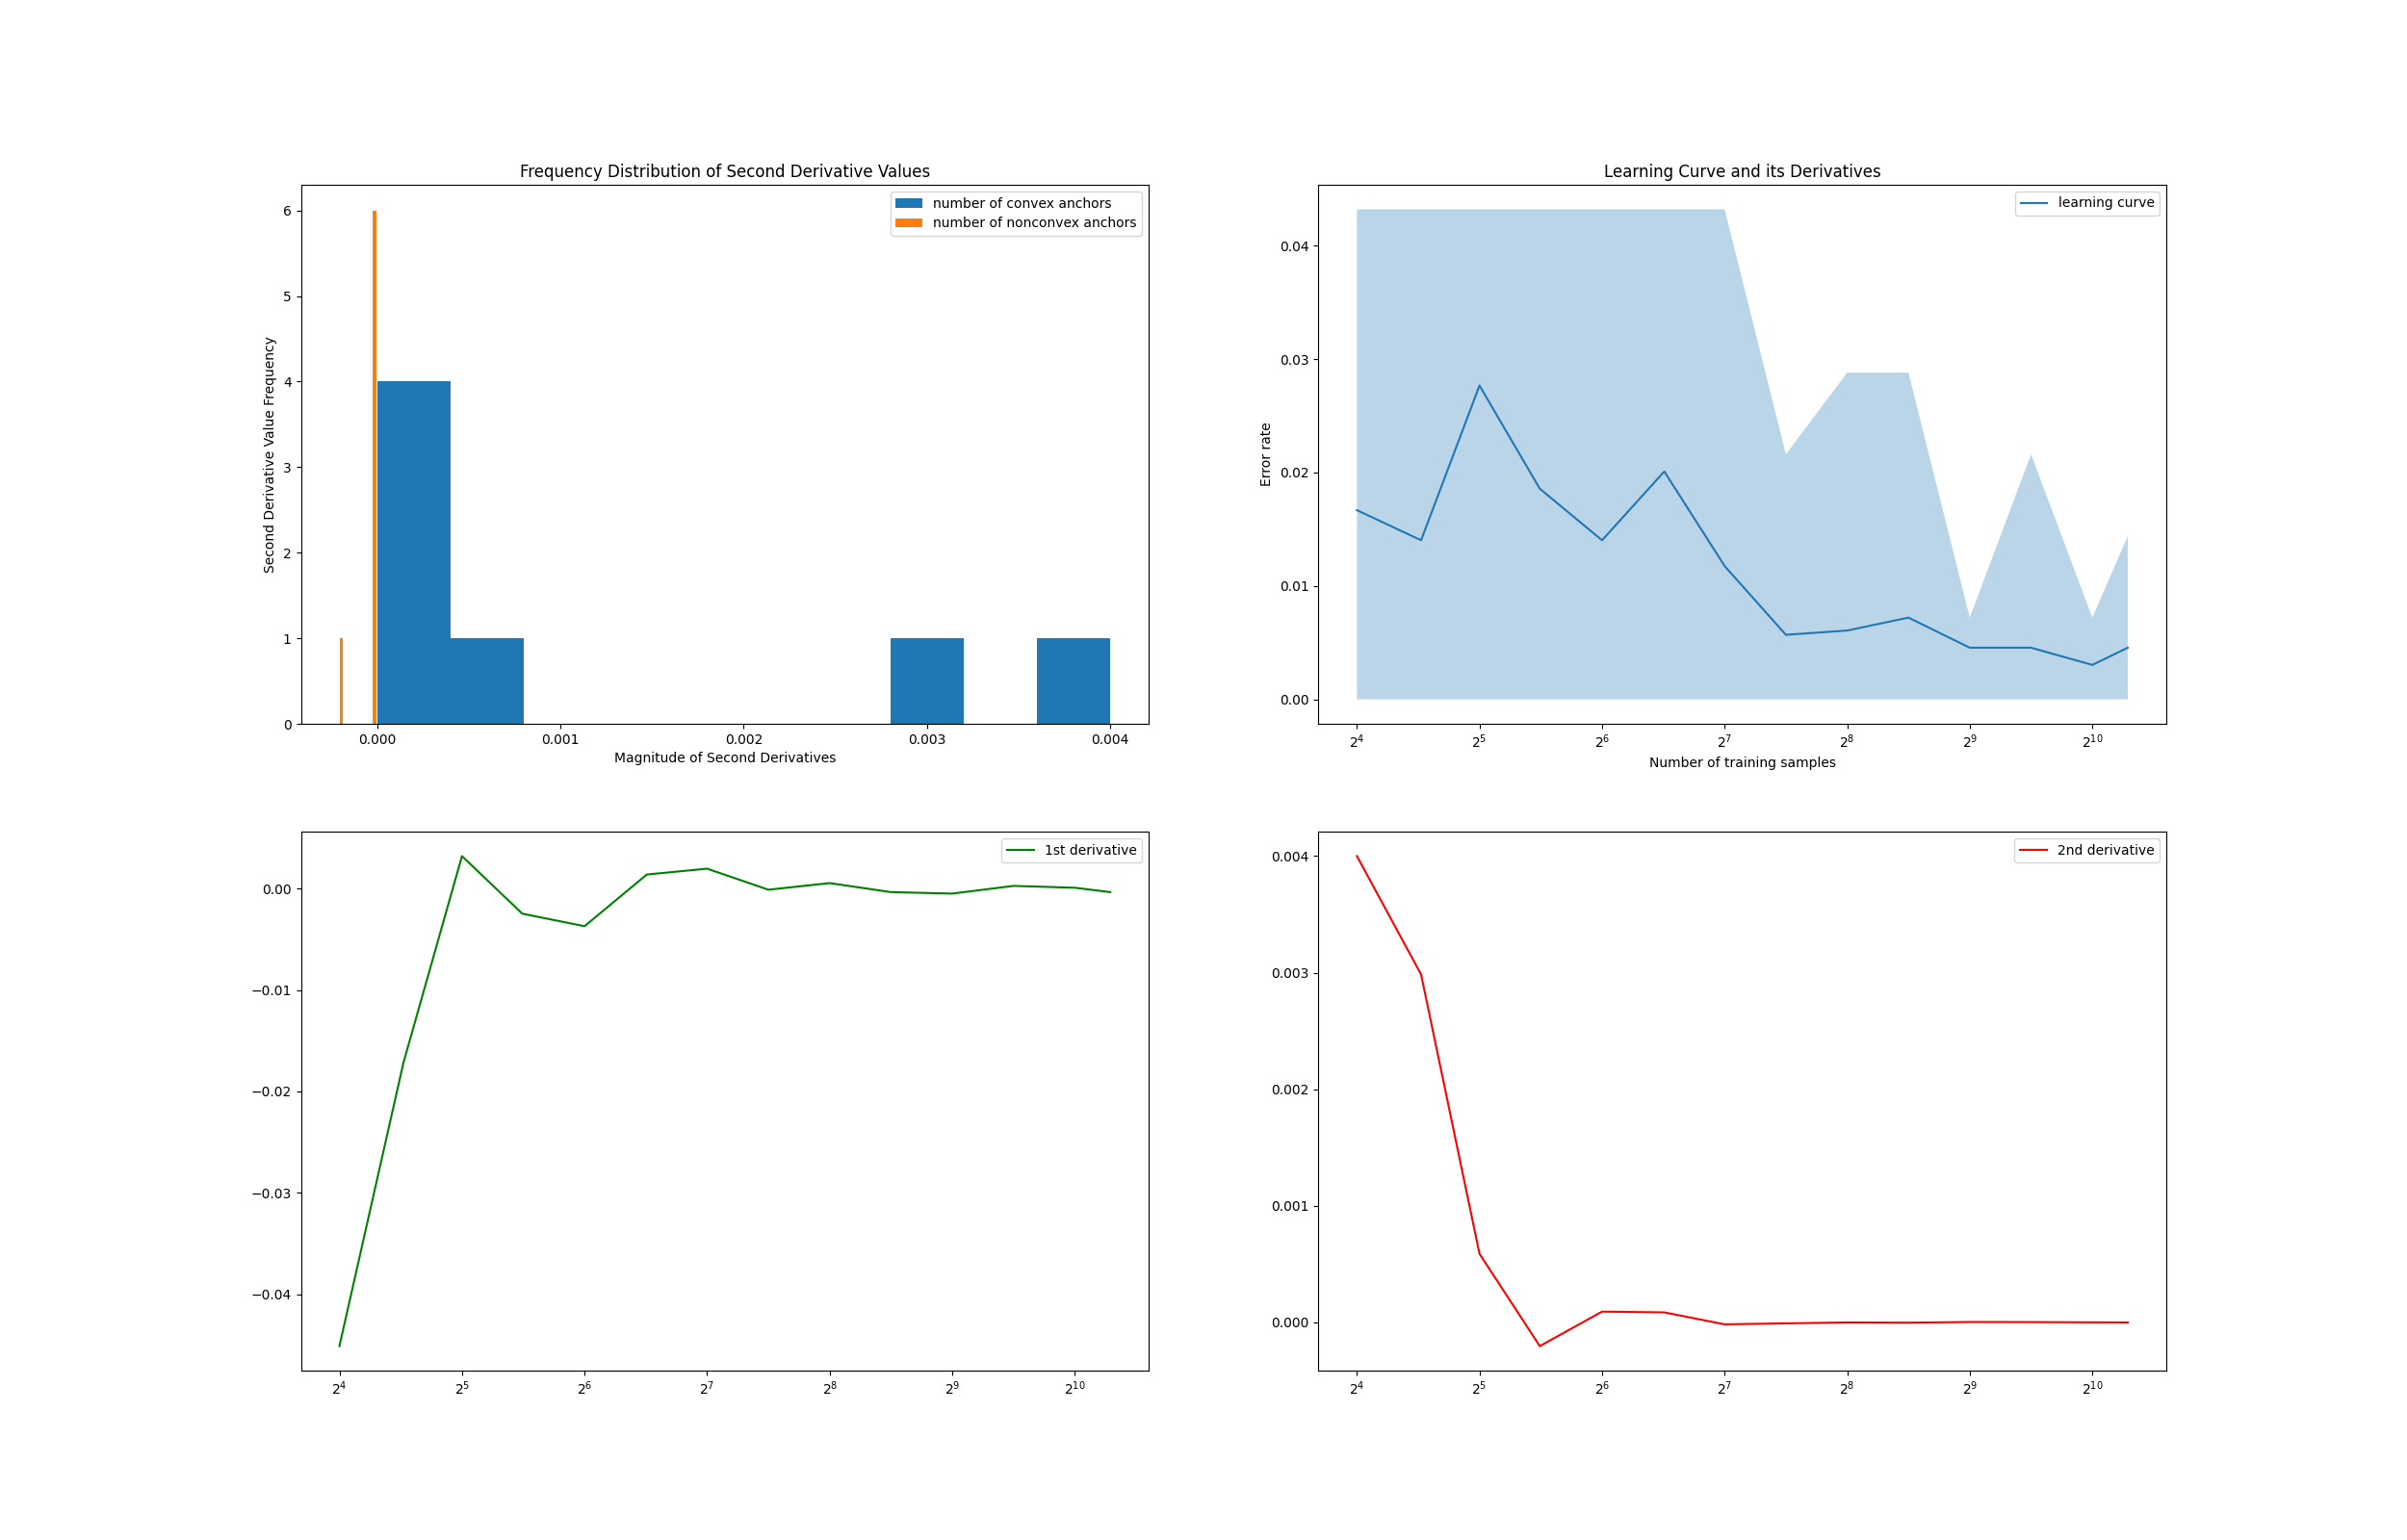 Frequency Distribution of Second Derivative Values
number of convex anchors
number of nonconvex anchors
Second Derivative Value Frequency
6
5
4
3
2
1
0
0.000 0.001 0.002 0.003 0.004
Magnitude of Second Derivatives
Learning Curve and its Derivatives
learning curve
Error rate
0.04
0.03
0.02
0.01
0.00
2⁴ 2⁵ 2⁶ 2⁷ 2⁸ 2⁹ 2¹⁰
Number of training samples
1st derivative
0.00
−0.01
−0.02
−0.03
−0.04
2⁴ 2⁵ 2⁶ 2⁷ 2⁸ 2⁹ 2¹⁰
2nd derivative
0.004
0.003
0.002
0.001
0.000
2⁴ 2⁵ 2⁶ 2⁷ 2⁸ 2⁹ 2¹⁰